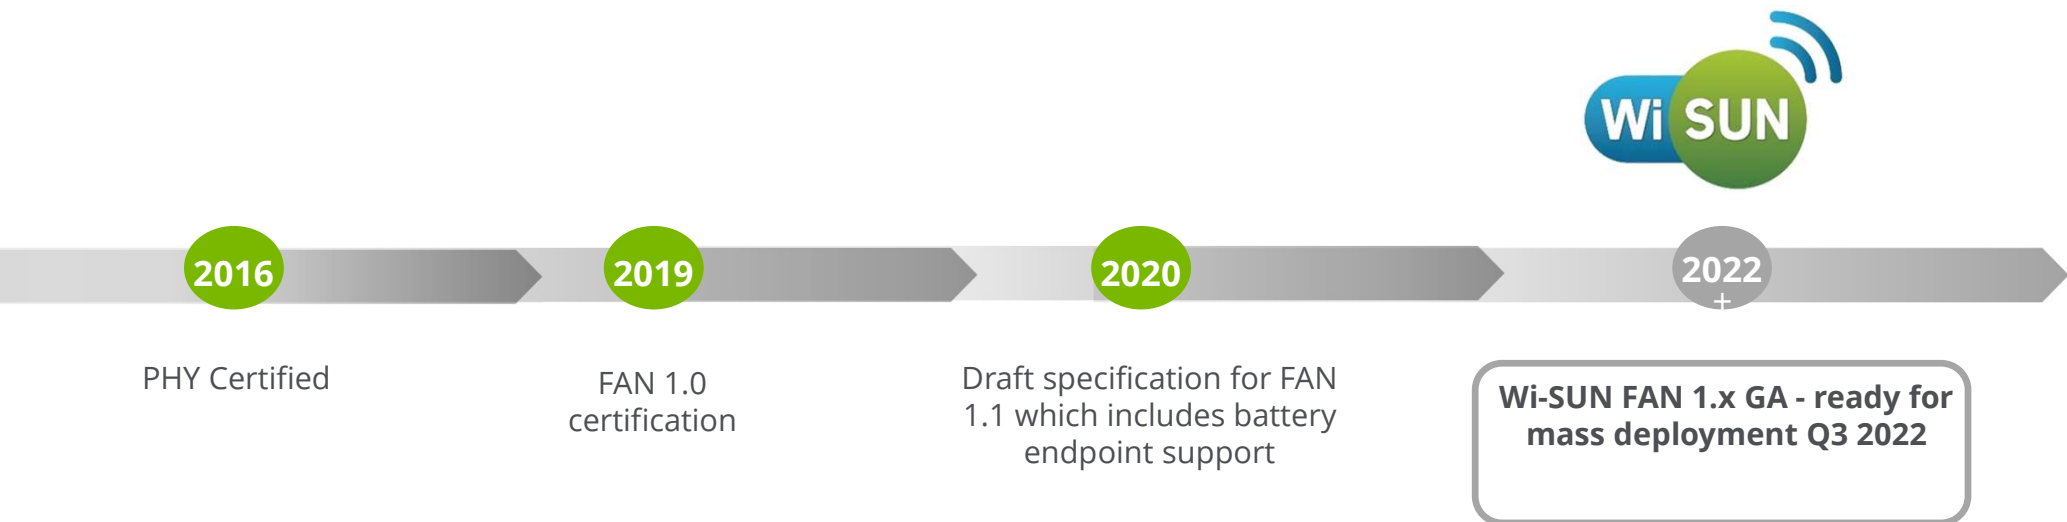 Wi SUN
2016
2019
2020
2022
+
PHY Certified
FAN 1.0
certification
Draft specification for FAN
1.1 which includes battery
endpoint support
Wi-SUN FAN 1.x GA - ready for
mass deployment Q3 2022